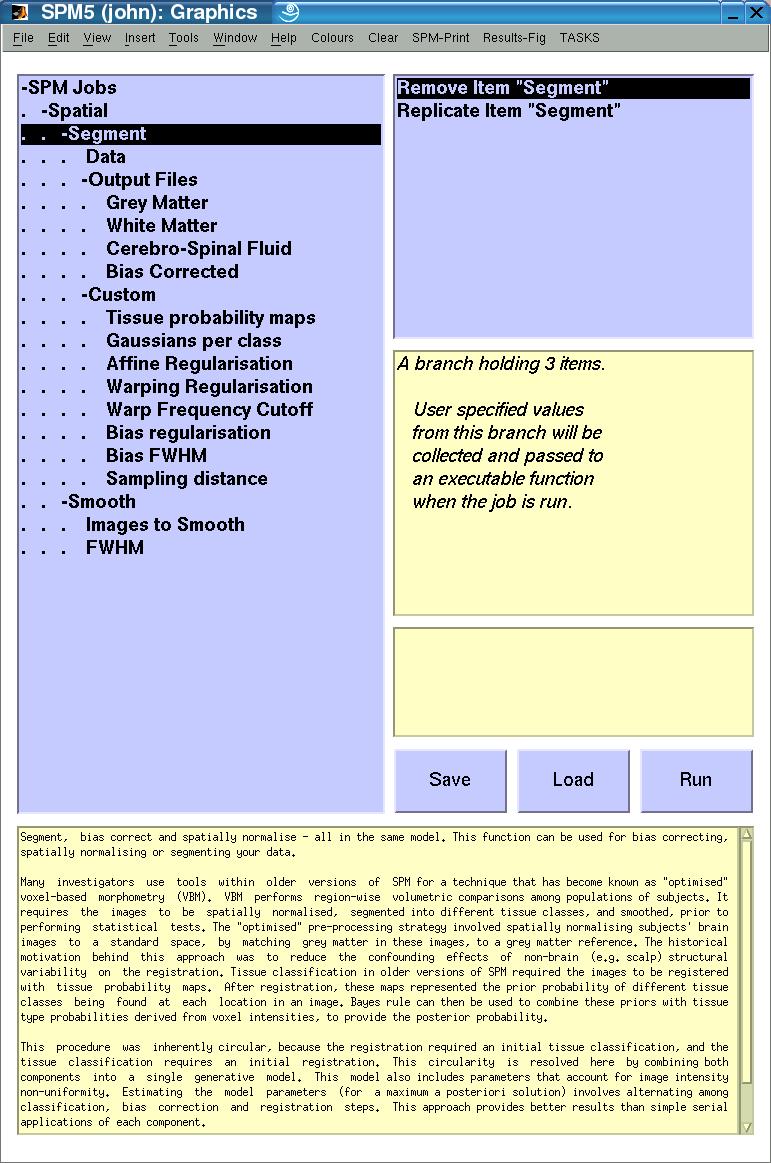 SPM5 (john): Graphics
File Edit View Insert Tools Window Help Colours Clear SPM-Print Results-Fig TASKS
-SPM Jobs
. -Spatial
. . -Segment
. . . Data
. . . -Output Files
. . . . Grey Matter
. . . . White Matter
. . . . Cerebro-Spinal Fluid
. . . . Bias Corrected
. . . -Custom
. . . . Tissue probability maps
. . . . Gaussians per class
. . . . Affine Regularisation
. . . . Warping Regularisation
. . . . Warp Frequency Cutoff
. . . . Bias regularisation
. . . . Bias FWHM
. . . . Sampling distance
. . -Smooth
. . . Images to Smooth
. . . FWHM
Remove Item "Segment"
Replicate Item "Segment"
A branch holding 3 items.
User specified values
from this branch will be
collected and passed to
an executable function
when the job is run.
Save Load Run
Segment, bias correct and spatially normalise - all in the same model. This function can be used for bias correcting,
spatially normalising or segmenting your data.
Many investigators use tools within older versions of SPM for a technique that has become known as "optimised"
voxel-based morphometry (VBM). VBM performs region-wise volumetric comparisons among populations of subjects. It
requires the images to be spatially normalised, segmented into different tissue classes, and smoothed, prior to
performing statistical tests. The "optimised" pre-processing strategy involved spatially normalising subjects' brain
images to a standard space, by matching grey matter in these images, to a grey matter reference. The historical
motivation behind this approach was to reduce the confounding effects of non-brain (e.g. scalp) structural
variability on the registration. Tissue classification in older versions of SPM required the images to be registered
with tissue probability maps. After registration, these maps represented the prior probability of different tissue
classes being found at each location in an image. Bayes rule can then be used to combine these priors with tissue
type probabilities derived from voxel intensities, to provide the posterior probability.
This procedure was inherently circular, because the registration required an initial tissue classification, and the
tissue classification requires an initial registration. This circularity is resolved here by combining both
components into a single generative model. This model also includes parameters that account for image intensity
non-uniformity. Estimating the model parameters (for a maximum a posteriori solution) involves alternating among
classification, bias correction and registration steps. This approach provides better results than simple serial
applications of each component.